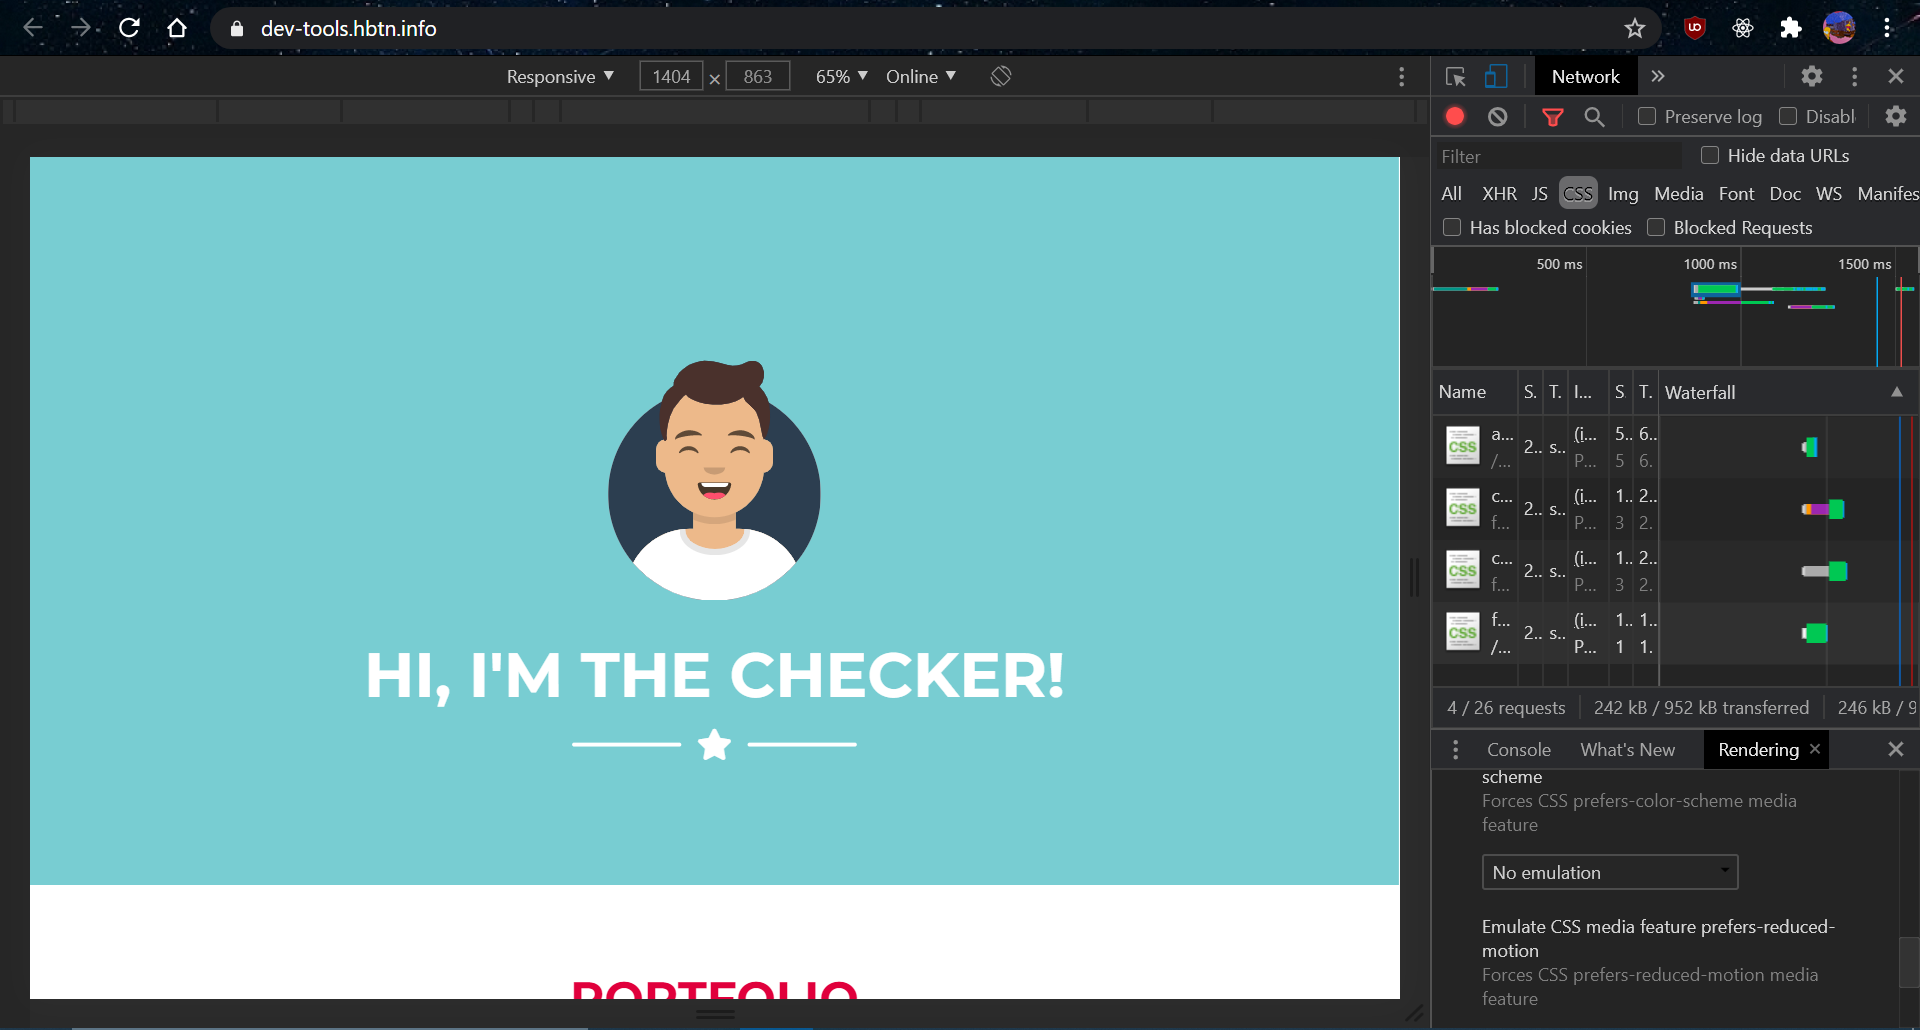 dev-tools.hbtn.info
Responsive 1404 × 863 65% Online
Network
Preserve log Disabl
Filter Hide data URLs
All XHR JS CSS Img Media Font Doc WS Manifes
Has blocked cookies Blocked Requests
500 ms 1000 ms 1500 ms
Name S. T. I... S T. Waterfall
CSS a... 2.. s.. (i... 5.. 6..
/... P... 5 6.
CSS c... 2.. s.. (i... 1.. 2..
f... P... 3 2.
CSS c... 2.. s.. (i... 1.. 2..
f... P... 3 2.
CSS f... 2.. s.. (i... 1.. 1..
/... P... 1 1.
4 / 26 requests 242 kB / 952 kB transferred 246 kB / 9
Console What's New Rendering
scheme
Forces CSS prefers-color-scheme media
feature
No emulation
Emulate CSS media feature prefers-reduced-
motion
Forces CSS prefers-reduced-motion media
feature
HI, I'M THE CHECKER!
PORTFOLIO